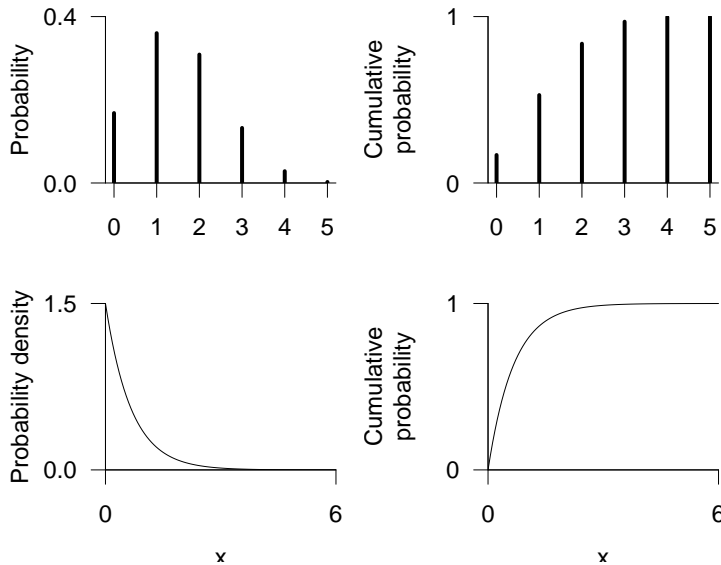 0.4
Probability
0.0
0 1 2 3 4 5
1
Cumulative
probability
0
0 1 2 3 4 5
1.5
Probability density
0.0
0 6
x
1
Cumulative
probability
0
0 6
x